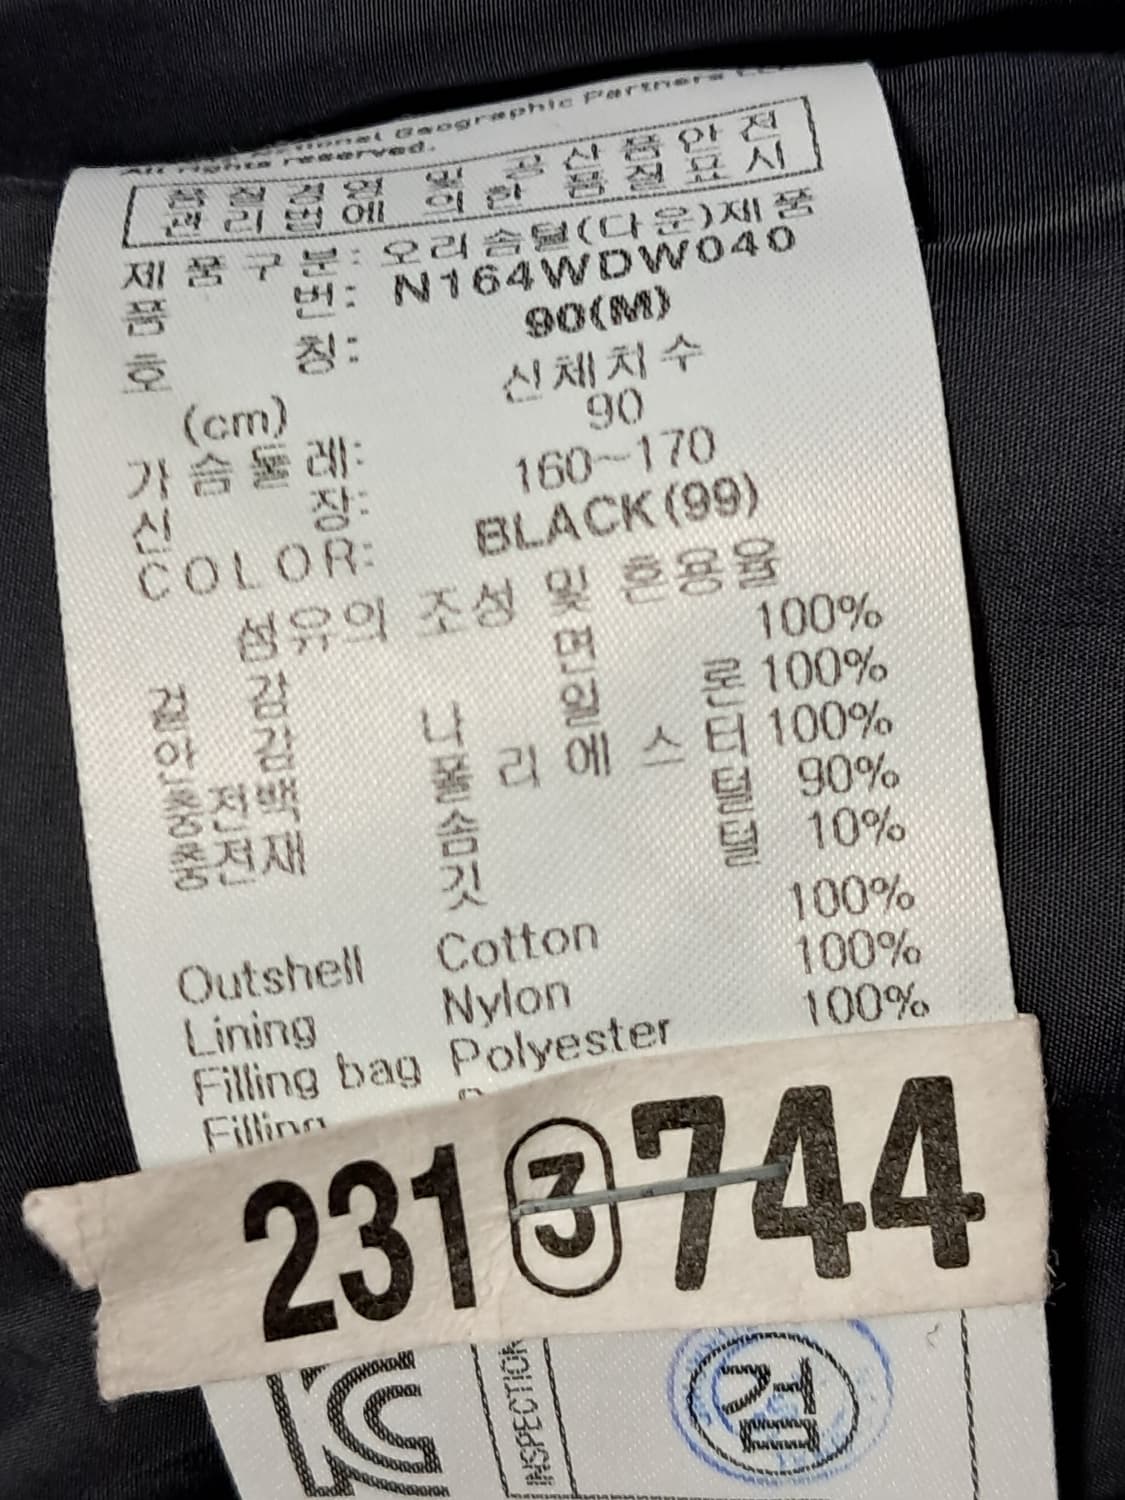 Geographic Partners
All rights reserved.
품질경영 및 공산품안전
관리법에 의한 품질표시
제품구분: 오리솜털(다운)제품
품 번: N164WDW040
호 칭: 90(M)
(cm) 신체치수
가슴둘레: 90
신 장: 160~170
COLOR: BLACK(99)
섬유의 조성 및 혼용율
겉감 면 100%
안감 나일론 100%
충전백 폴리에스터 100%
충전재 솜털 90%
깃털 10%
Outshell Cotton 100%
Lining Nylon 100%
Filling bag Polyester 100%
Filling
231 3 744
KC
INSPECTION
검